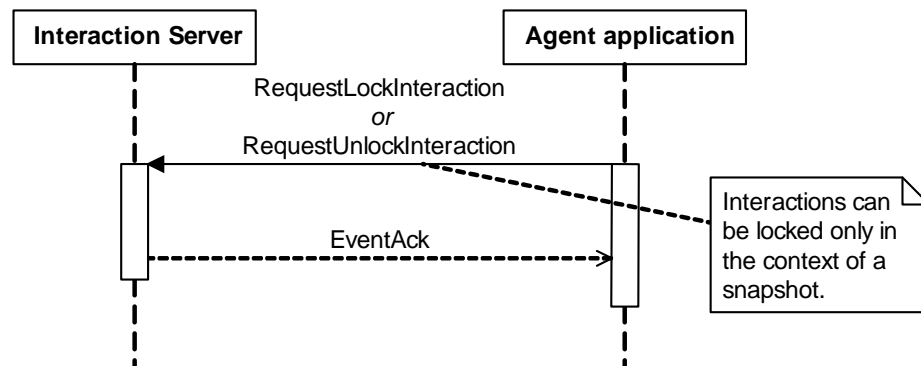 Interaction Server
Agent application
RequestLockInteraction
or
RequestUnlockInteraction
Interactions can
be locked only in
the context of a
snapshot.
EventAck